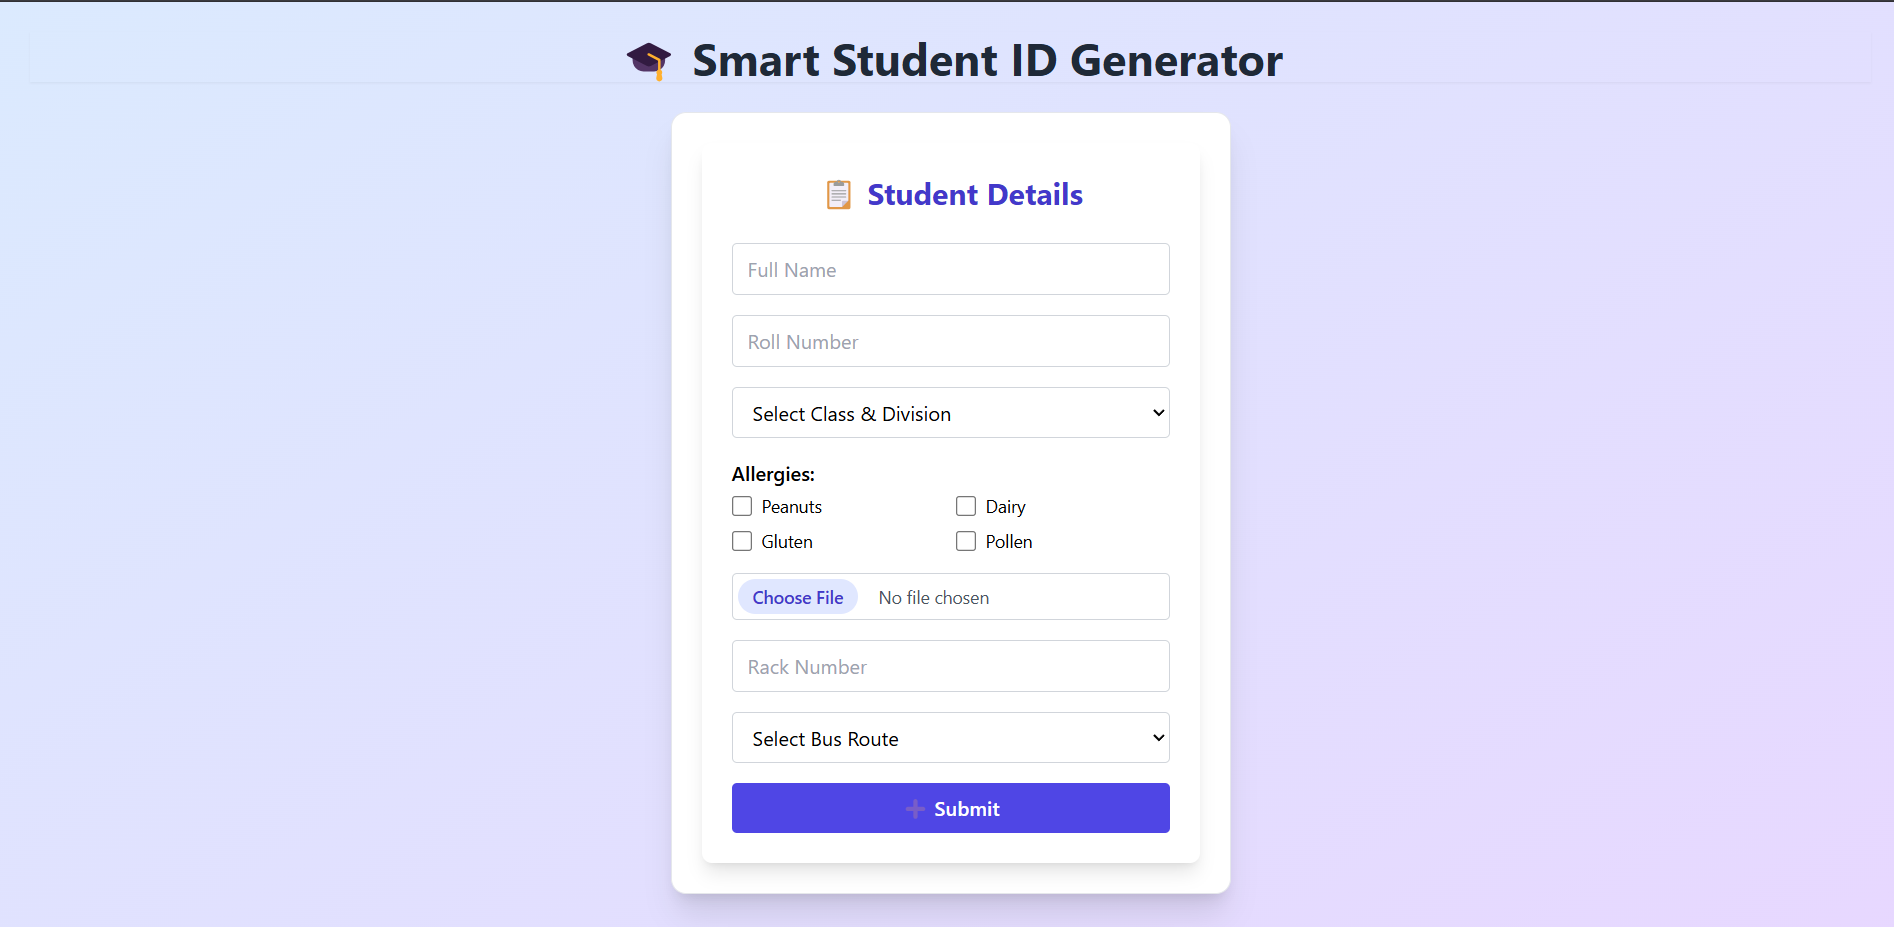 Smart Student ID Generator
Student Details
Full Name
Roll Number
Select Class & Division
Allergies:
Peanuts Dairy
Gluten Pollen
Choose File No file chosen
Rack Number
Select Bus Route
Submit